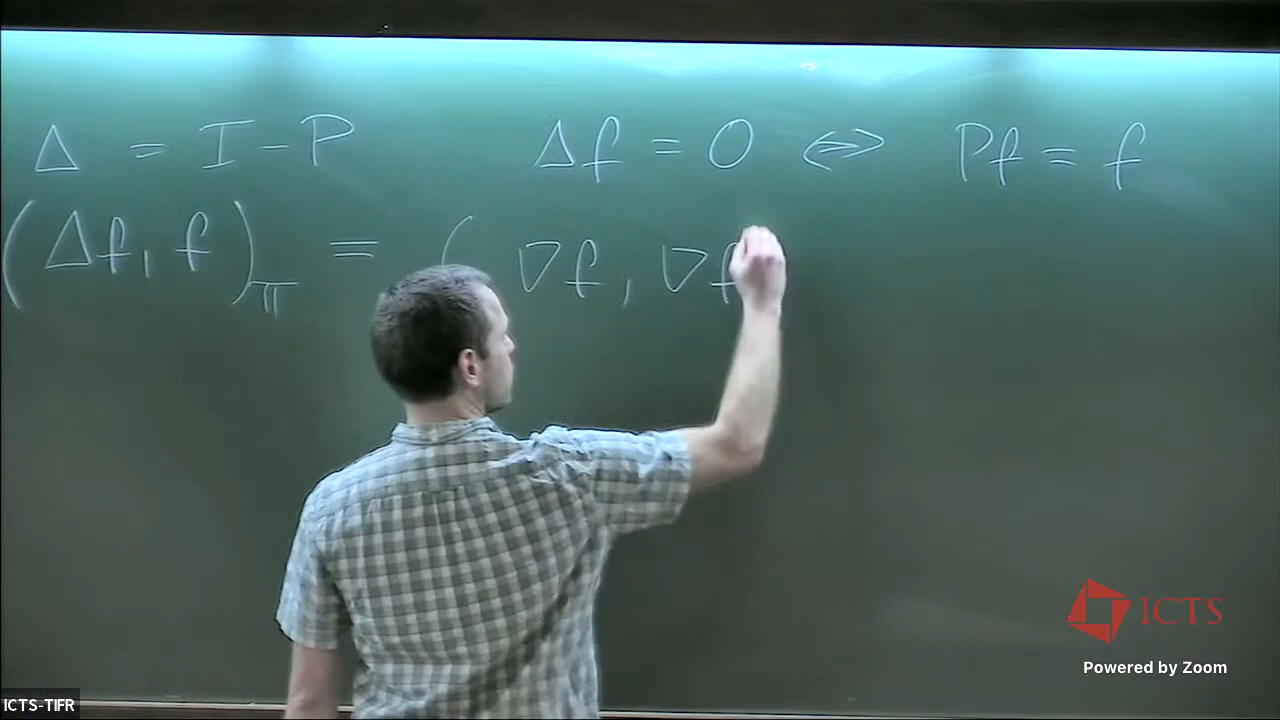 Δ = I - P Δf = 0 ⟺ Pf = f
(Δf, f)_π = ( ∇f, ∇f
ICTS
Powered by Zoom
ICTS-TIFR